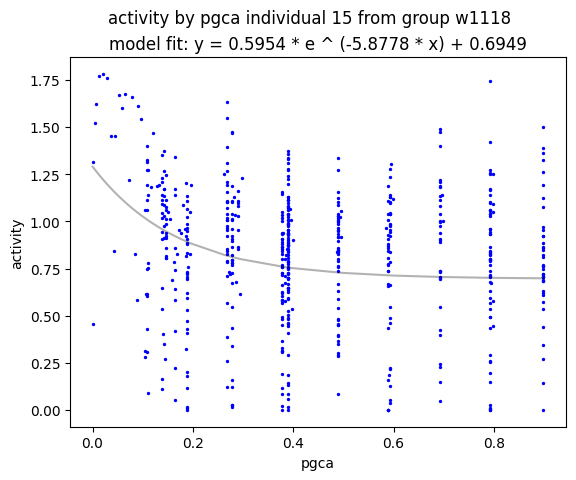 activity by pgca individual 15 from group w1118
model fit: y = 0.5954 * e ^ (-5.8778 * x) + 0.6949
1.75
1.50
1.25
1.00
0.75
0.50
0.25
0.00
activity
0.0 0.2 0.4 0.6 0.8
pgca